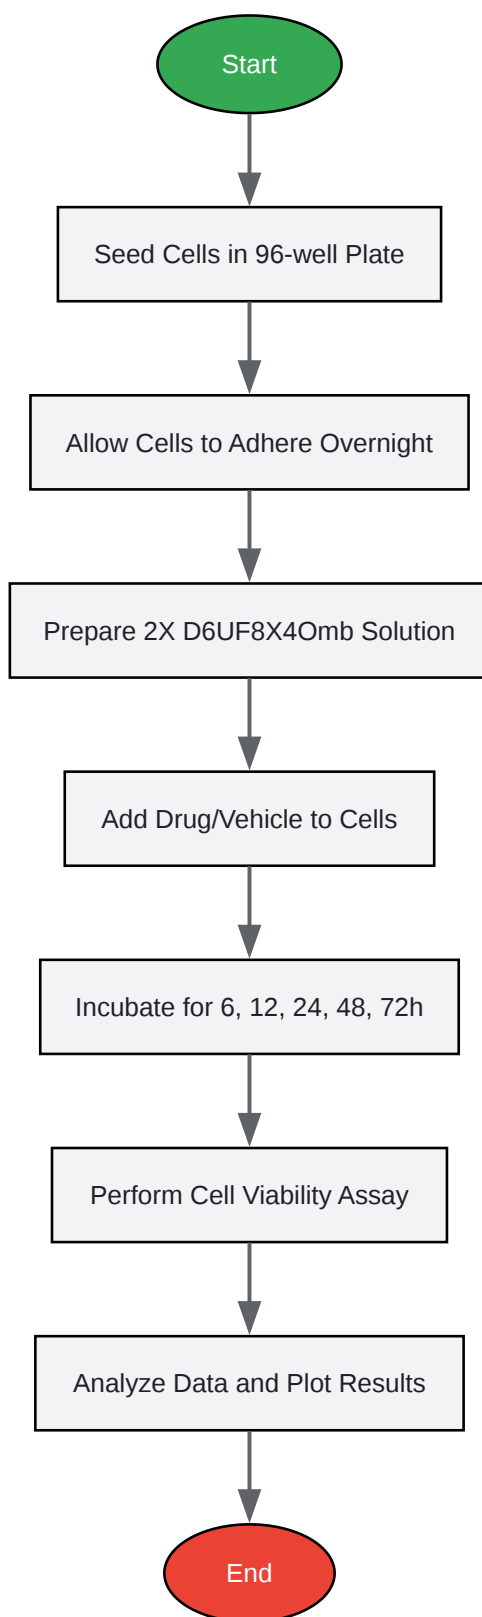 Start
Seed Cells in 96-well Plate
Allow Cells to Adhere Overnight
Prepare 2X D6UF8X4Omb Solution
Add Drug/Vehicle to Cells
Incubate for 6, 12, 24, 48, 72h
Perform Cell Viability Assay
Analyze Data and Plot Results
End